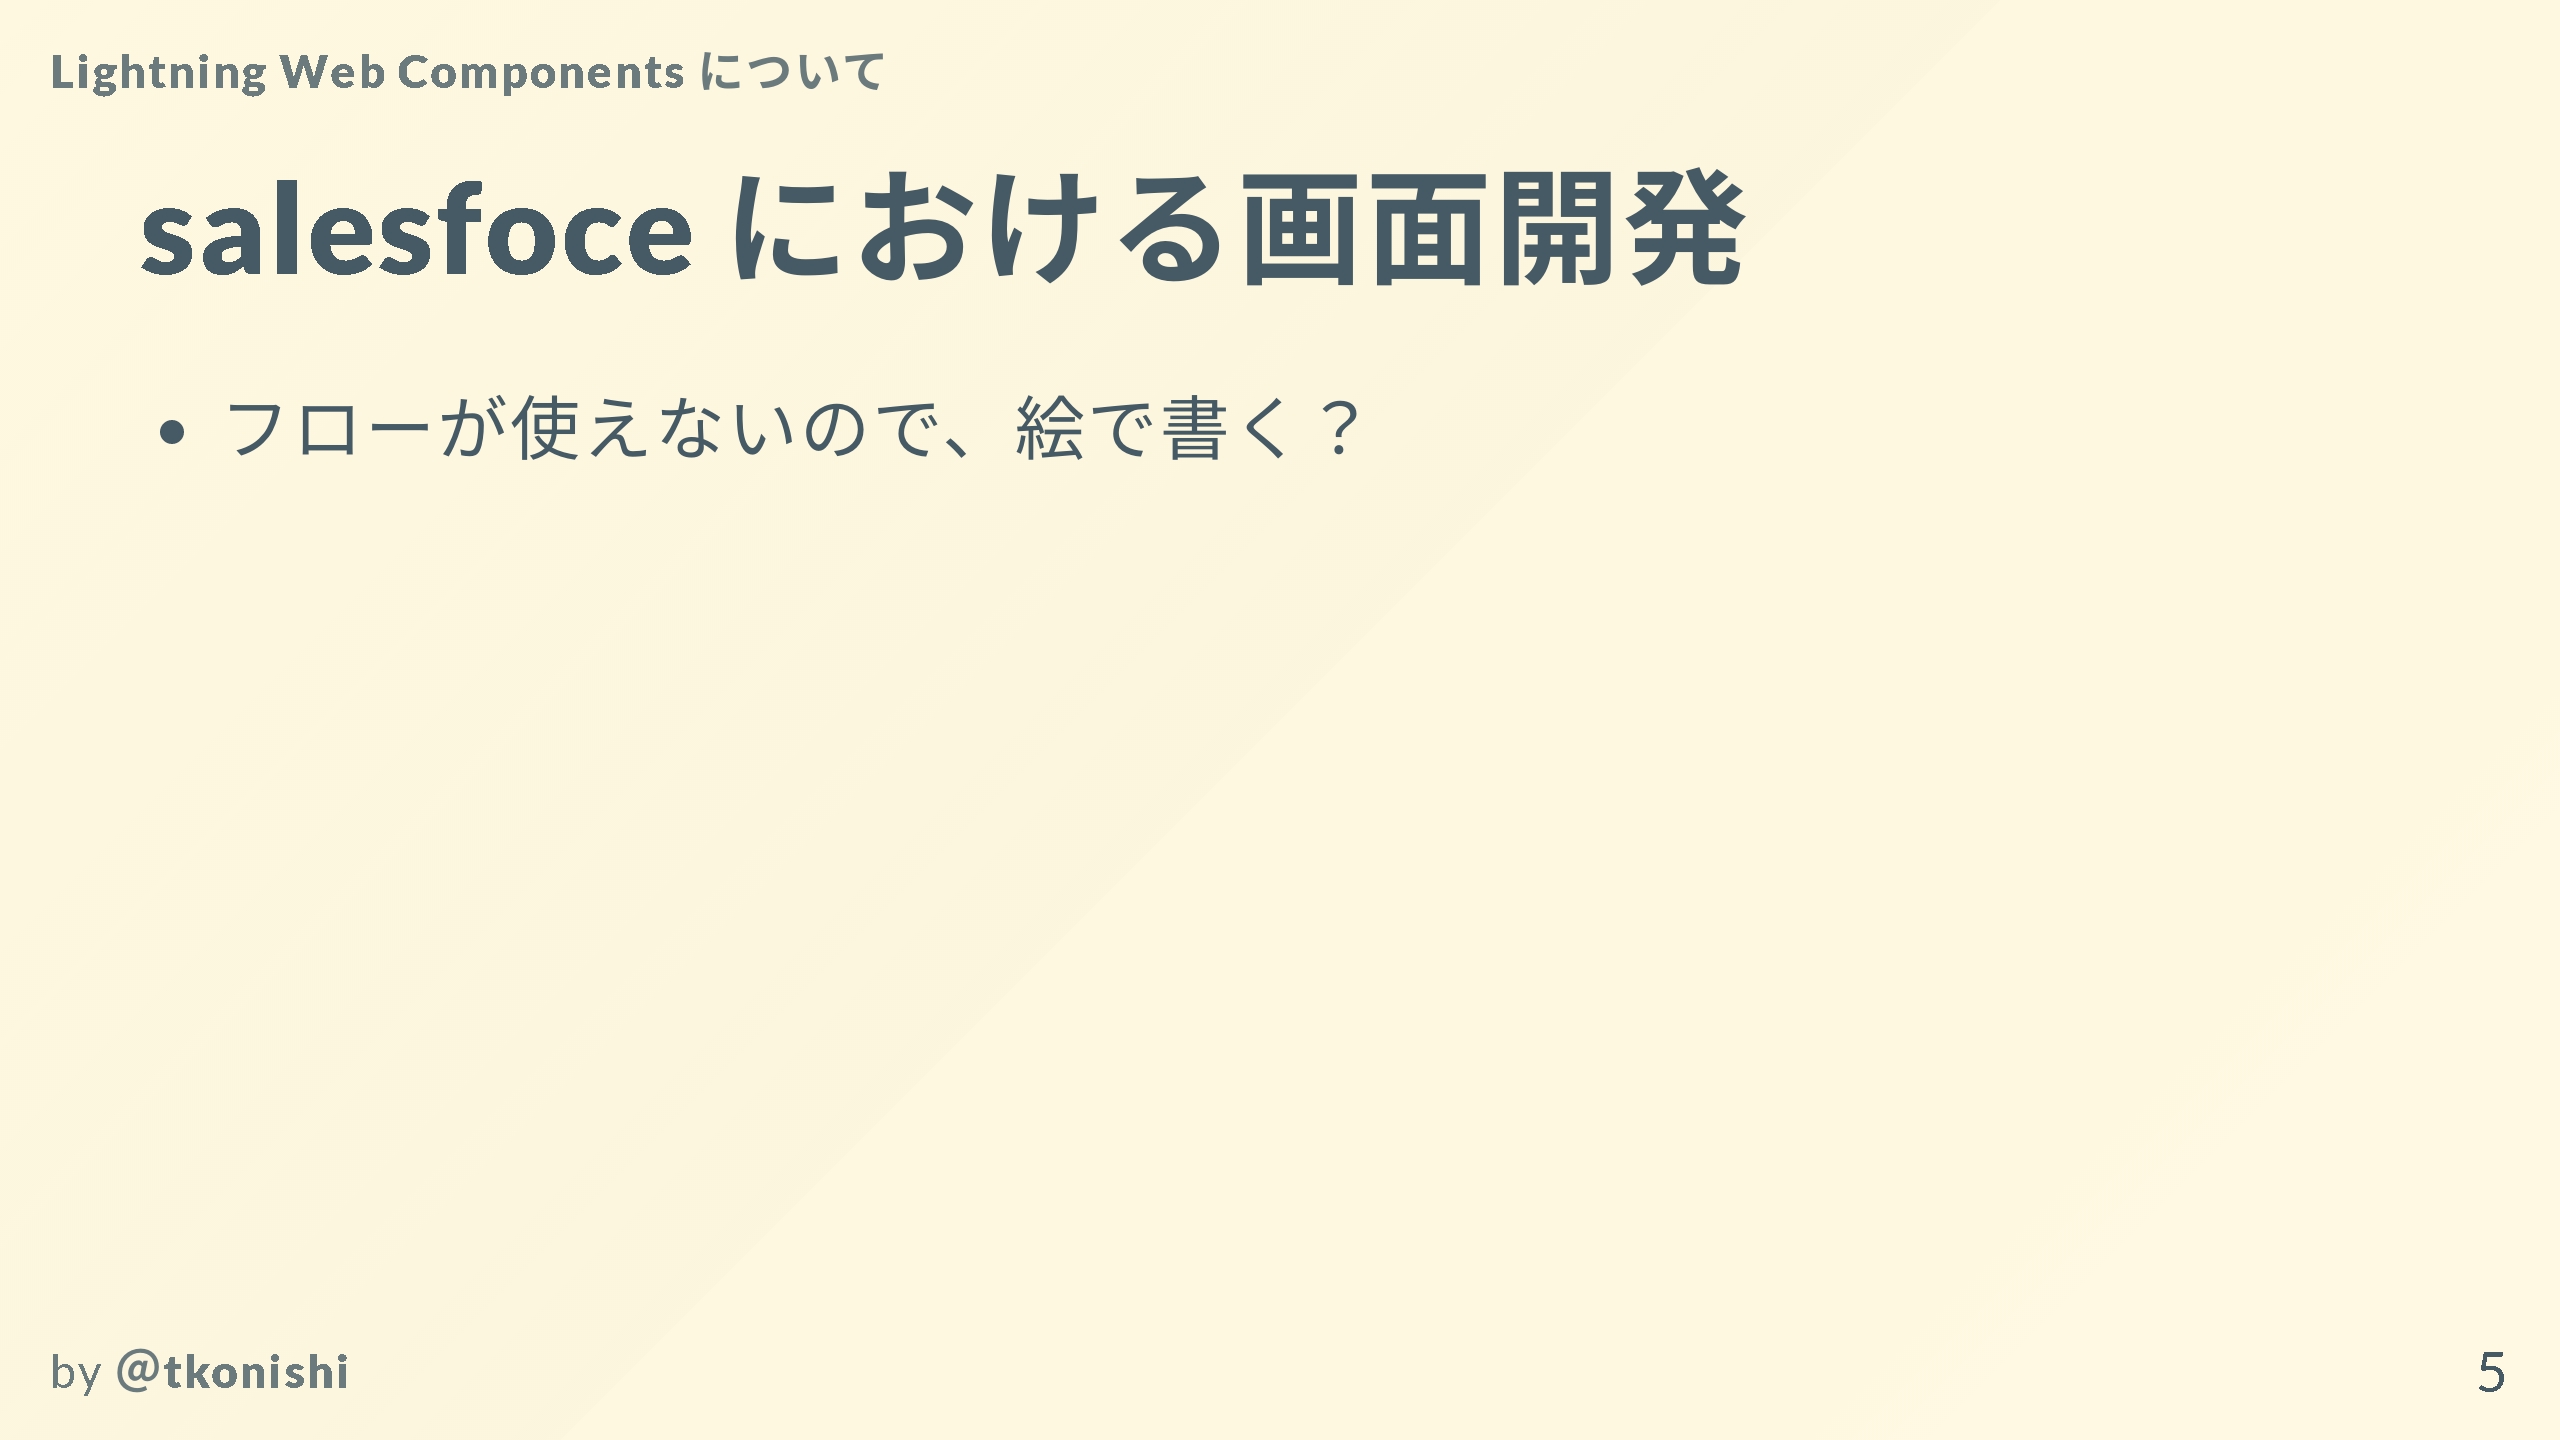 Lightning Web Components について
salesfoce における画面開発
• フローが使えないので、絵で書く？
by @tkonishi
5